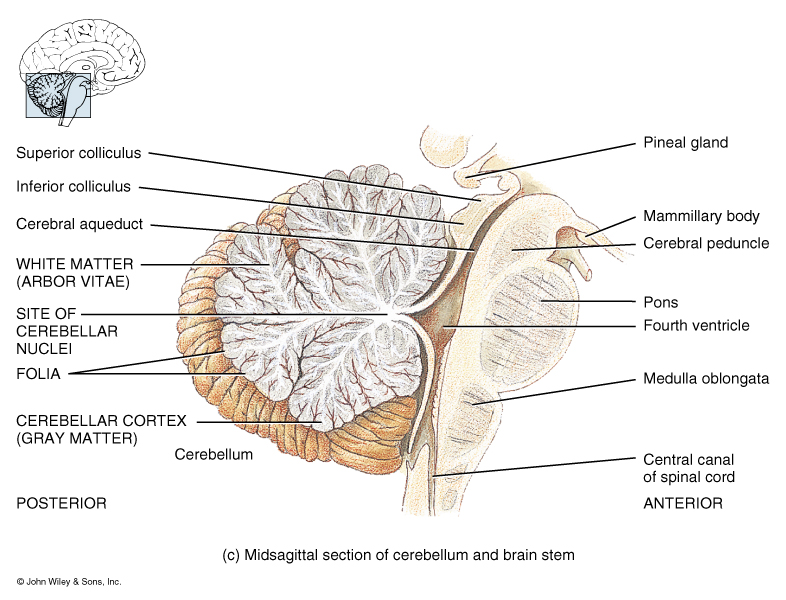 Superior colliculus
Inferior colliculus
Cerebral aqueduct
WHITE MATTER
(ARBOR VITAE)
SITE OF
CEREBELLAR
NUCLEI
FOLIA
CEREBELLAR CORTEX
(GRAY MATTER)
Cerebellum
POSTERIOR
Pineal gland
Mammillary body
Cerebral peduncle
Pons
Fourth ventricle
Medulla oblongata
Central canal
of spinal cord
ANTERIOR
(c) Midsagittal section of cerebellum and brain stem
© John Wiley & Sons, Inc.